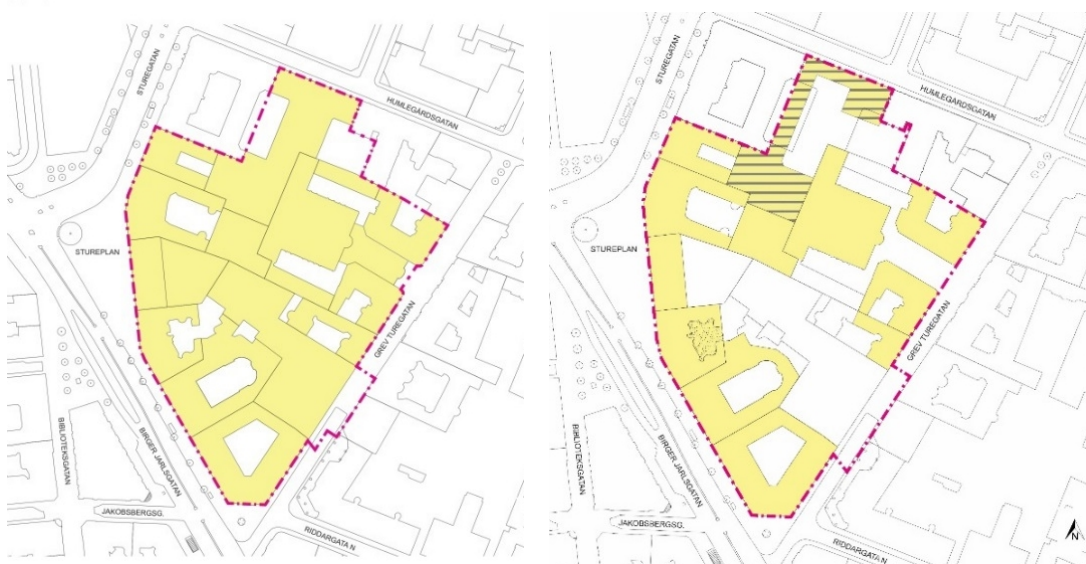 STUREGATAN
HUMLEGÅRDSGATAN
STUREPLAN
GREV TUREGATAN
BIBLIOTEKSGATAN
BIRGER JARLSGATAN
JAKOBSBERGSG.
RIDDARGATAN
STUREGATAN
HUMLEGÅRDSGATAN
STUREPLAN
GREV TUREGATAN
BIBLIOTEKSGATAN
BIRGER JARLSGATAN
JAKOBSBERGSG.
RIDDARGATAN
N